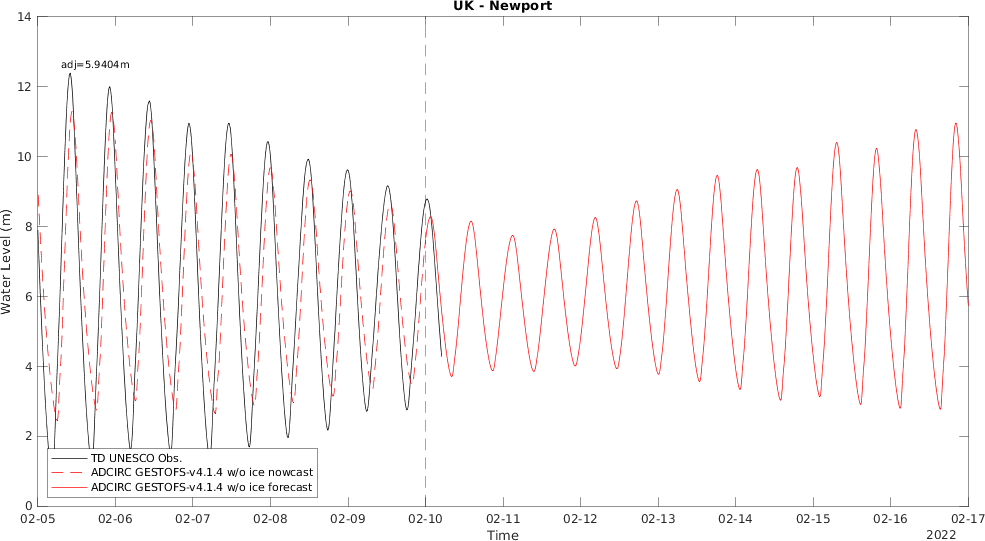 UK - Newport
adj=5.9404m
Water Level (m)
14
12
10
8
6
4
2
0
TD UNESCO Obs.
ADCIRC GESTOFS-v4.1.4 w/o ice nowcast
ADCIRC GESTOFS-v4.1.4 w/o ice forecast
02-05 02-06 02-07 02-08 02-09 02-10 02-11 02-12 02-13 02-14 02-15 02-16 02-17
Time
2022